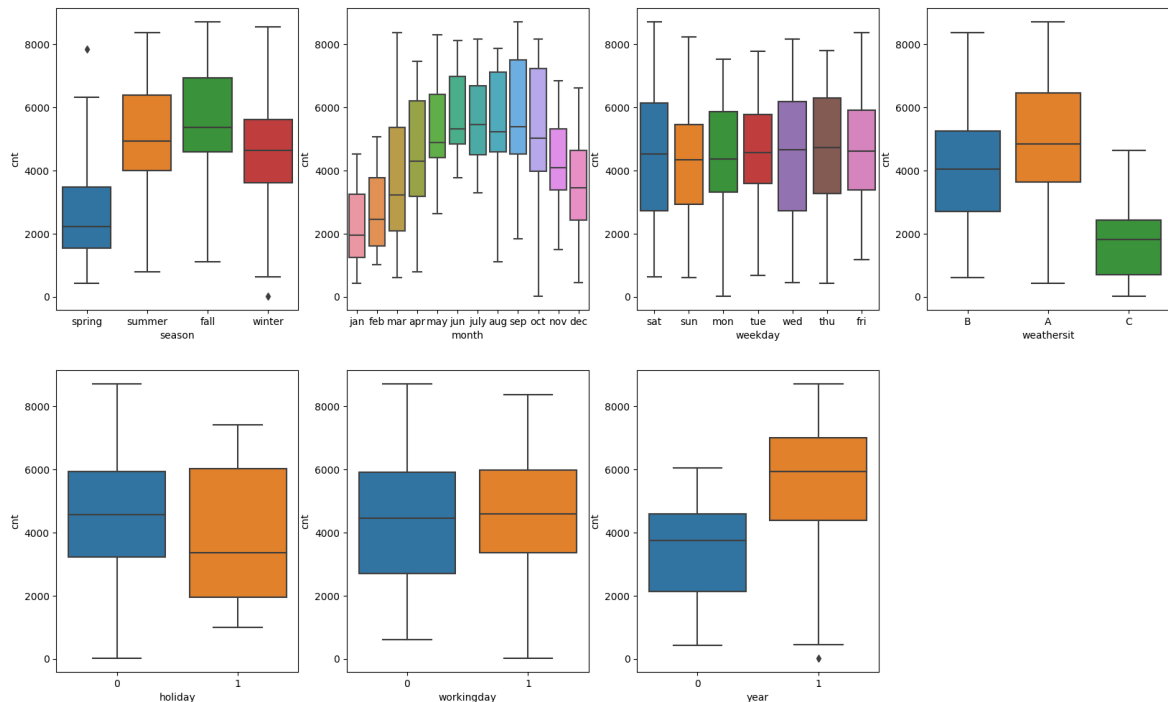 cnt
8000
6000
4000
2000
0
spring summer fall winter
season
cnt
8000
6000
4000
2000
0
jan feb mar apr may jun july aug sep oct nov dec
month
cnt
8000
6000
4000
2000
0
sat sun mon tue wed thu fri
weekday
cnt
8000
6000
4000
2000
0
B A C
weathersit
cnt
8000
6000
4000
2000
0
0 1
holiday
cnt
8000
6000
4000
2000
0
0 1
workingday
cnt
8000
6000
4000
2000
0
0 1
year